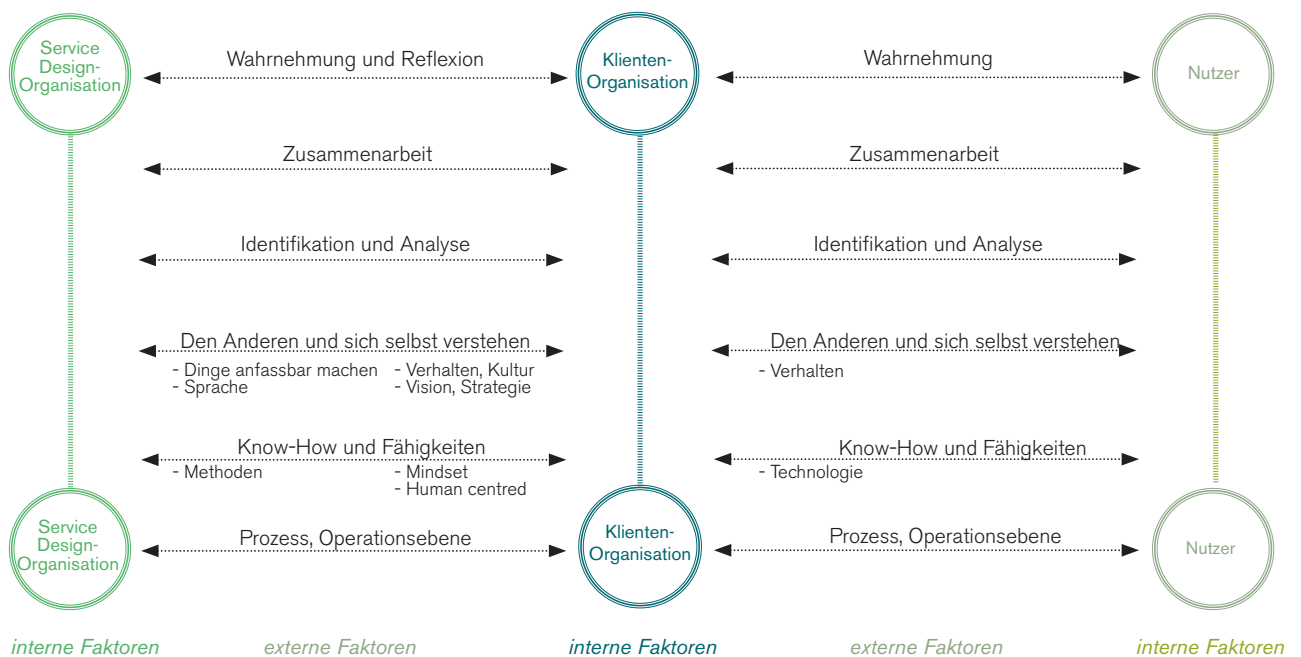 Service
Design-
Organisation
Wahrnehmung und Reflexion
Klienten-
Organisation
Wahrnehmung
Nutzer
Zusammenarbeit
Zusammenarbeit
Identifikation und Analyse
Identifikation und Analyse
Den Anderen und sich selbst verstehen
- Dinge anfassbar machen
- Sprache
- Verhalten, Kultur
- Vision, Strategie
Den Anderen und sich selbst verstehen
- Verhalten
Know-How und Fähigkeiten
- Methoden
- Mindset
- Human centred
Know-How und Fähigkeiten
- Technologie
Service
Design-
Organisation
Prozess, Operationsebene
Klienten-
Organisation
Prozess, Operationsebene
Nutzer
interne Faktoren
externe Faktoren
interne Faktoren
externe Faktoren
interne Faktoren